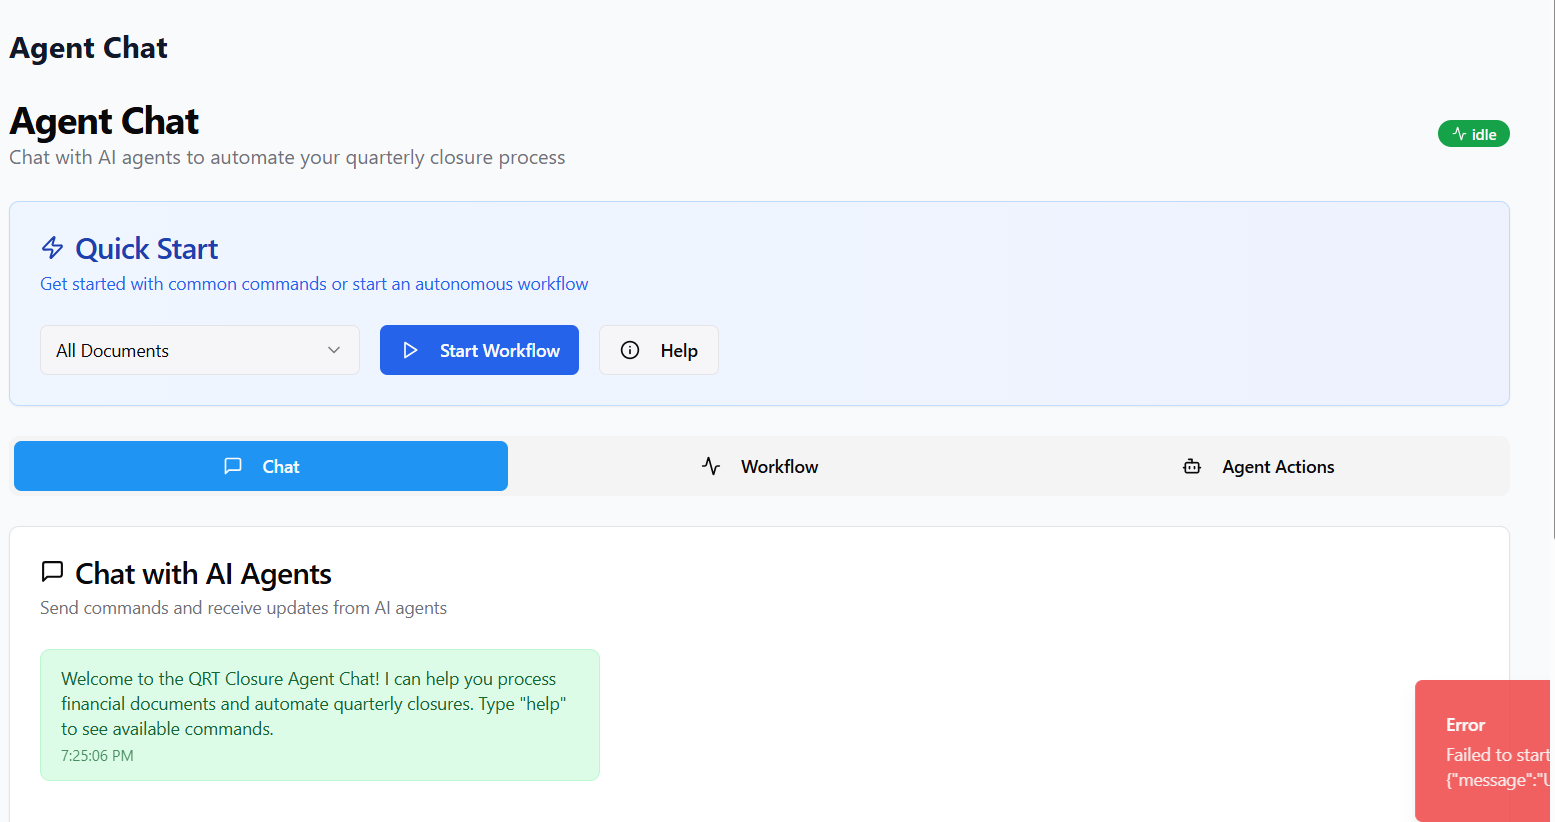 Agent Chat
Agent Chat
Chat with AI agents to automate your quarterly closure process
idle
Quick Start
Get started with common commands or start an autonomous workflow
All Documents
Start Workflow
Help
Chat
Workflow
Agent Actions
Chat with AI Agents
Send commands and receive updates from AI agents
Welcome to the QRT Closure Agent Chat! I can help you process
financial documents and automate quarterly closures. Type "help"
to see available commands.
7:25:06 PM
Error
Failed to start
{"message":"U